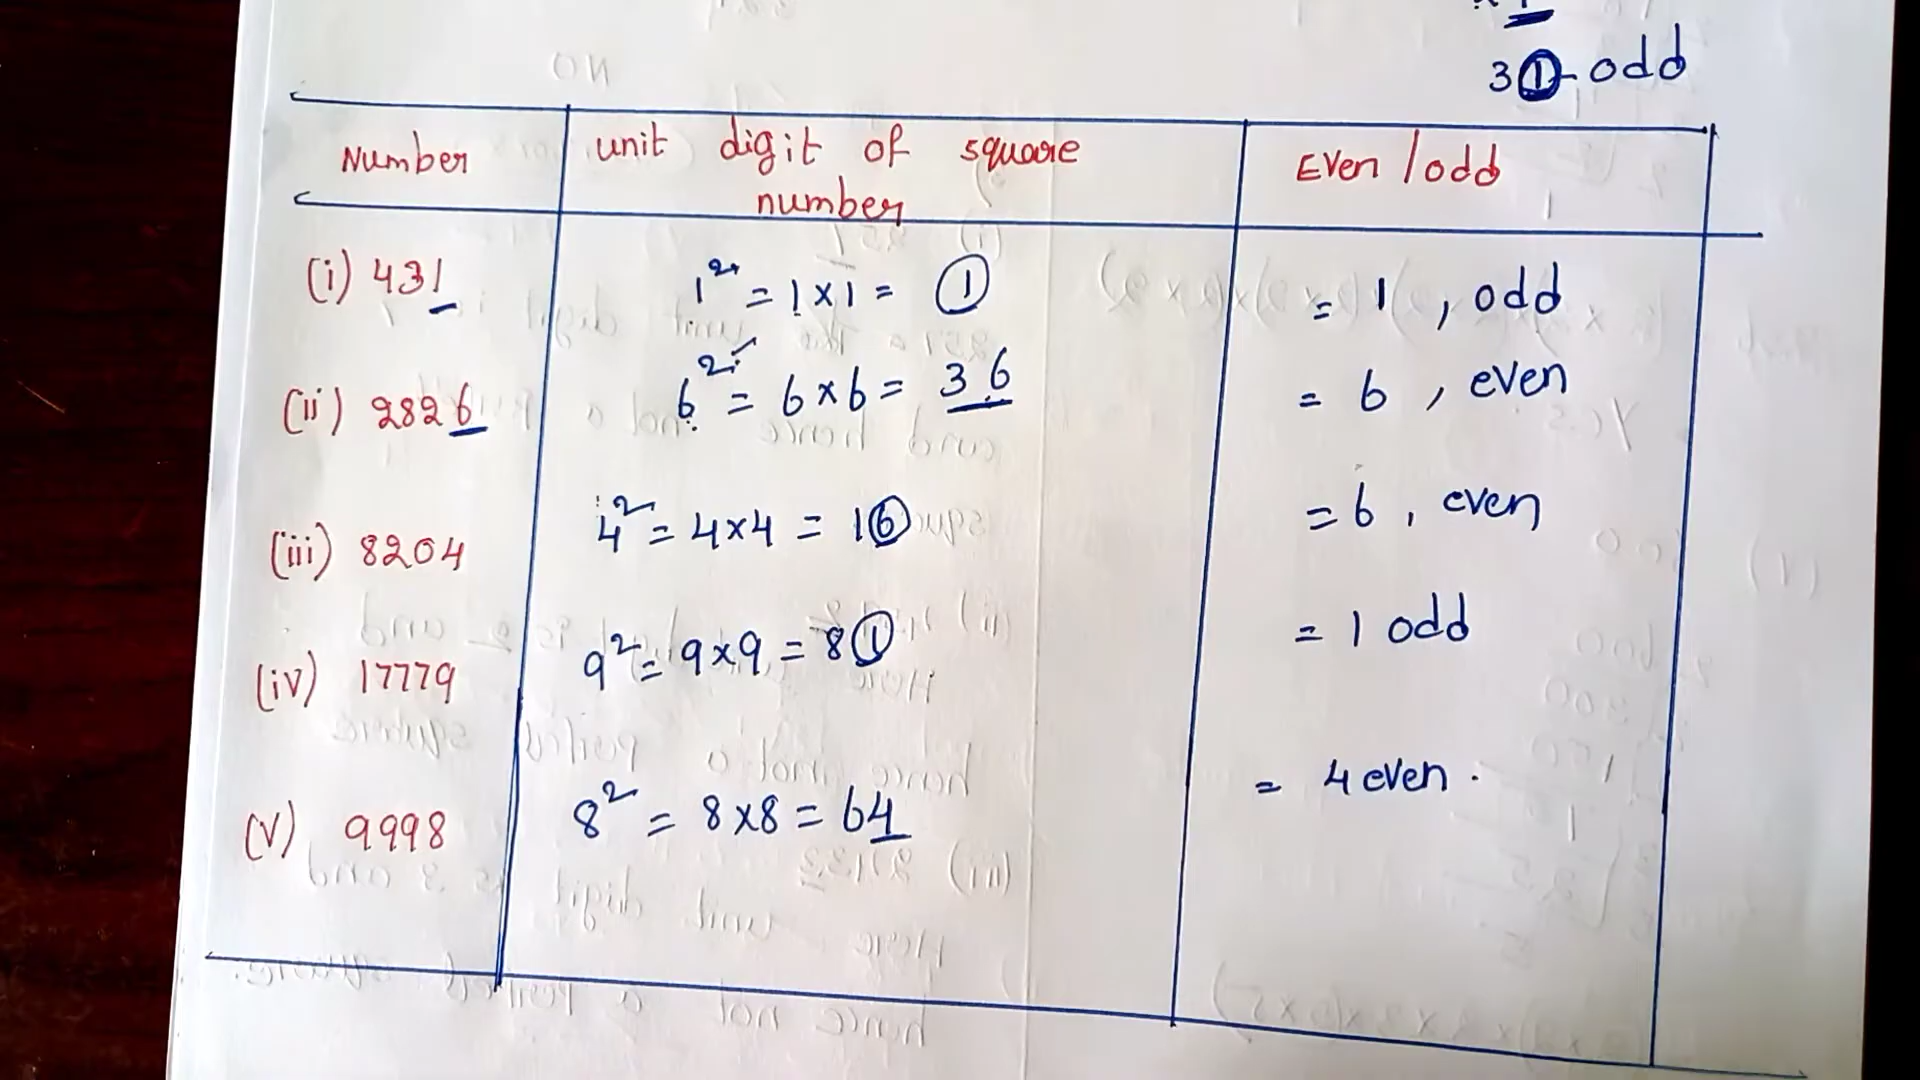 3①- odd
Number unit digit of square Even / odd
number
(i) 431 1² = 1 x 1 = ① = 1 , odd
(ii) 2826 6² = 6 x 6 = 36 = 6 , even
(iii) 8204 4² = 4 x 4 = 1⑥ = 6 , even
(iv) 17779 9² = 9 x 9 = 8① = 1 odd
(v) 9998 8² = 8 x 8 = 64 = 4 even .